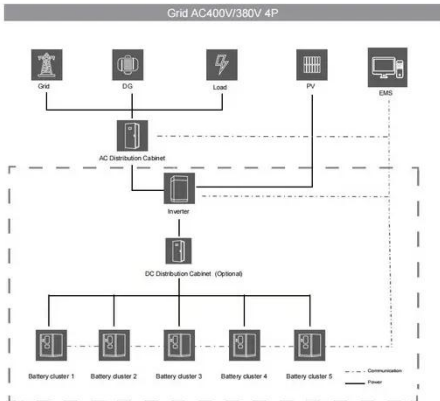 Grid AC400V/380V 4P
Grid
DG
Load
PV
EMS
AC Distribution Cabinet
Inverter
DC Distribution Cabinet (Optional)
Battery cluster 1
Battery cluster 2
Battery cluster 3
Battery cluster 4
Battery cluster 5
Communication
Power